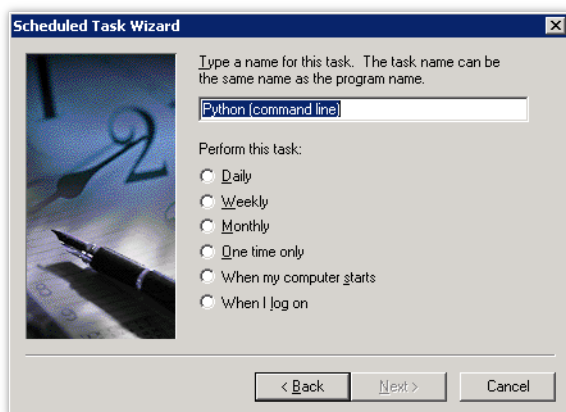 Scheduled Task Wizard
Type a name for this task. The task name can be
the same name as the program name.
Python (command line)
Perform this task:
Daily
Weekly
Monthly
One time only
When my computer starts
When I log on
< Back
Next >
Cancel